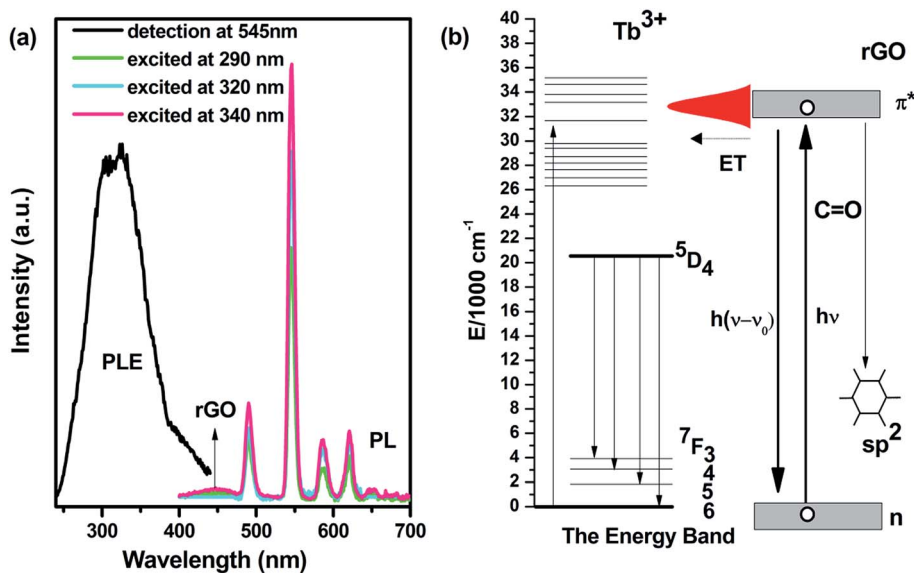 (a)
detection at 545nm
excited at 290 nm
excited at 320 nm
excited at 340 nm
PLE
rGO
PL
Intensity (a.u.)
300 400 500 600 700
Wavelength (nm)
(b)
Tb3+
rGO
40
38
36
34
32
30
28
26
24
22
20
18
16
14
12
10
8
6
4
2
0
E/1000 cm-1
π*
ET
C=O
5D4
h(ν−ν0)
hν
sp2
7F3
4
5
6
n
The Energy Band